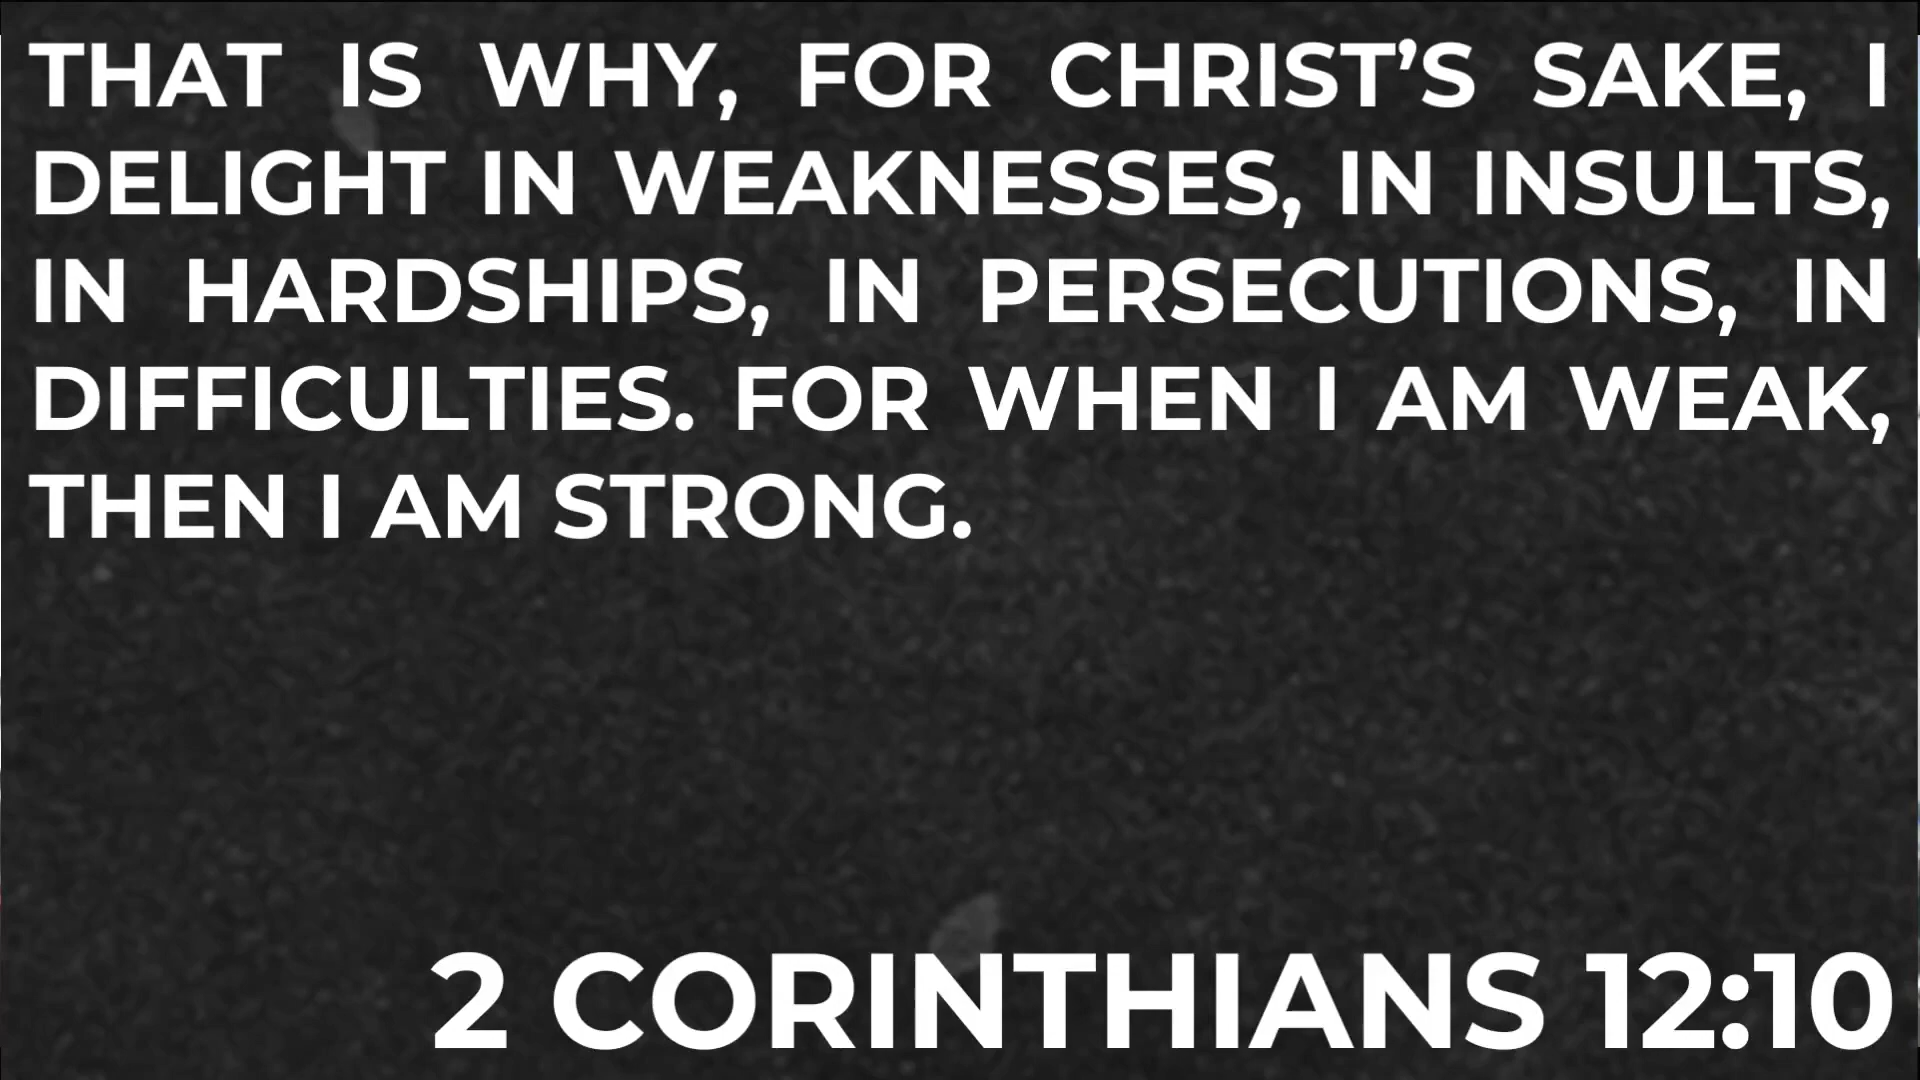 THAT IS WHY, FOR CHRIST’S SAKE, I
DELIGHT IN WEAKNESSES, IN INSULTS,
IN HARDSHIPS, IN PERSECUTIONS, IN
DIFFICULTIES. FOR WHEN I AM WEAK,
THEN I AM STRONG.
2 CORINTHIANS 12:10